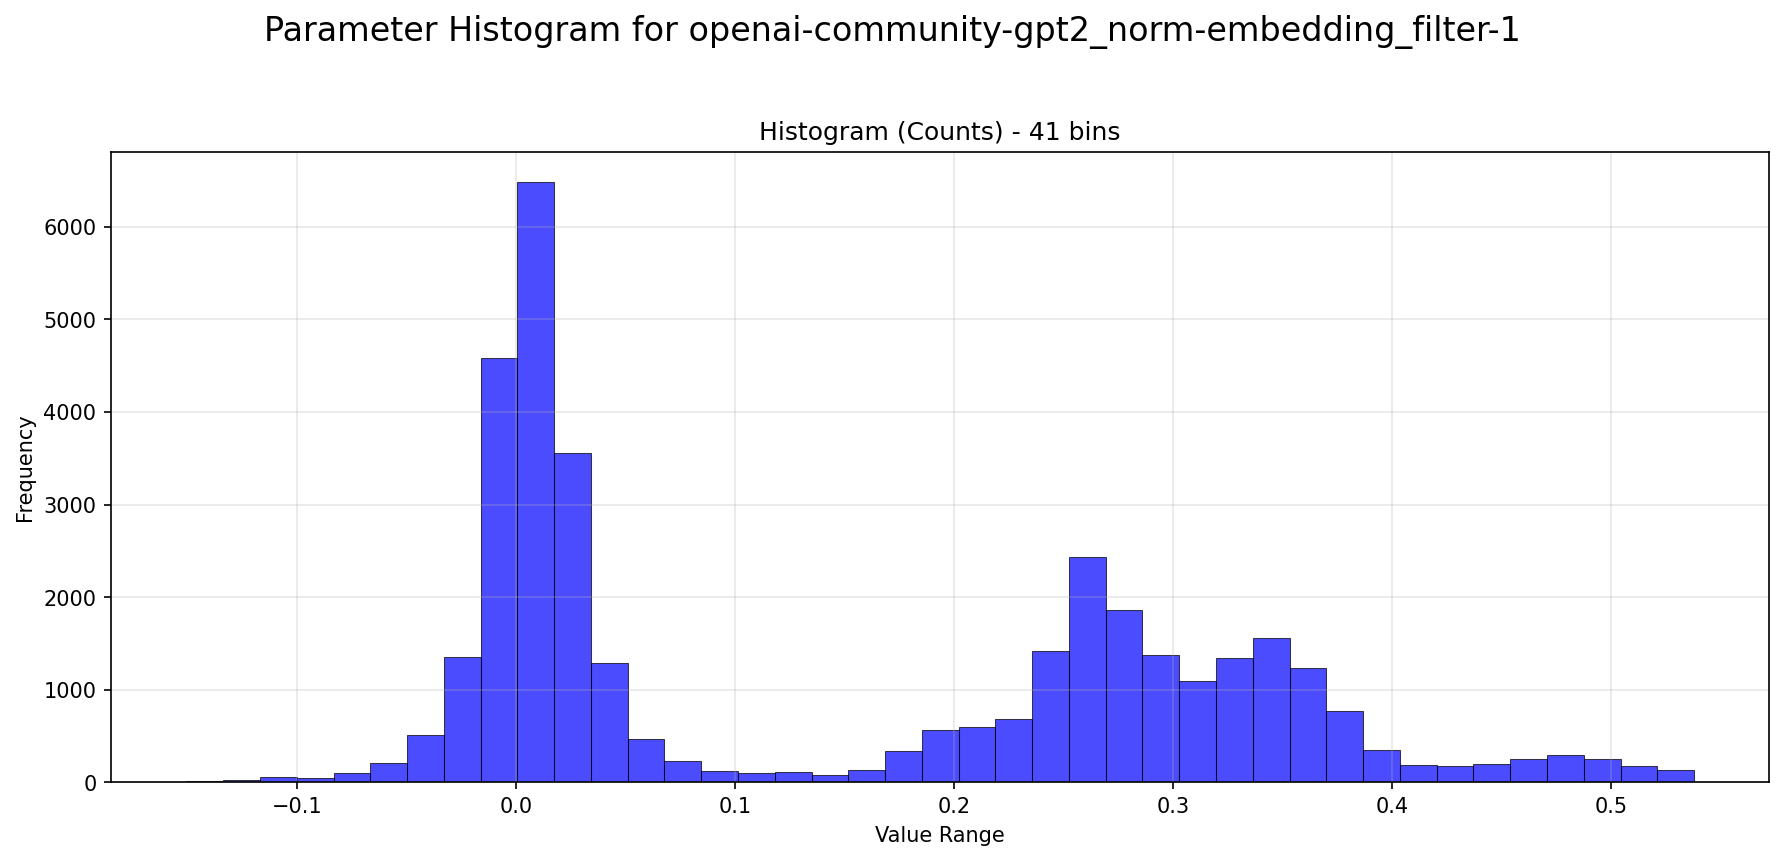 Parameter Histogram for openai-community-gpt2_norm-embedding_filter-1
Histogram (Counts) - 41 bins
Frequency
6000
5000
4000
3000
2000
1000
0
−0.1 0.0 0.1 0.2 0.3 0.4 0.5
Value Range